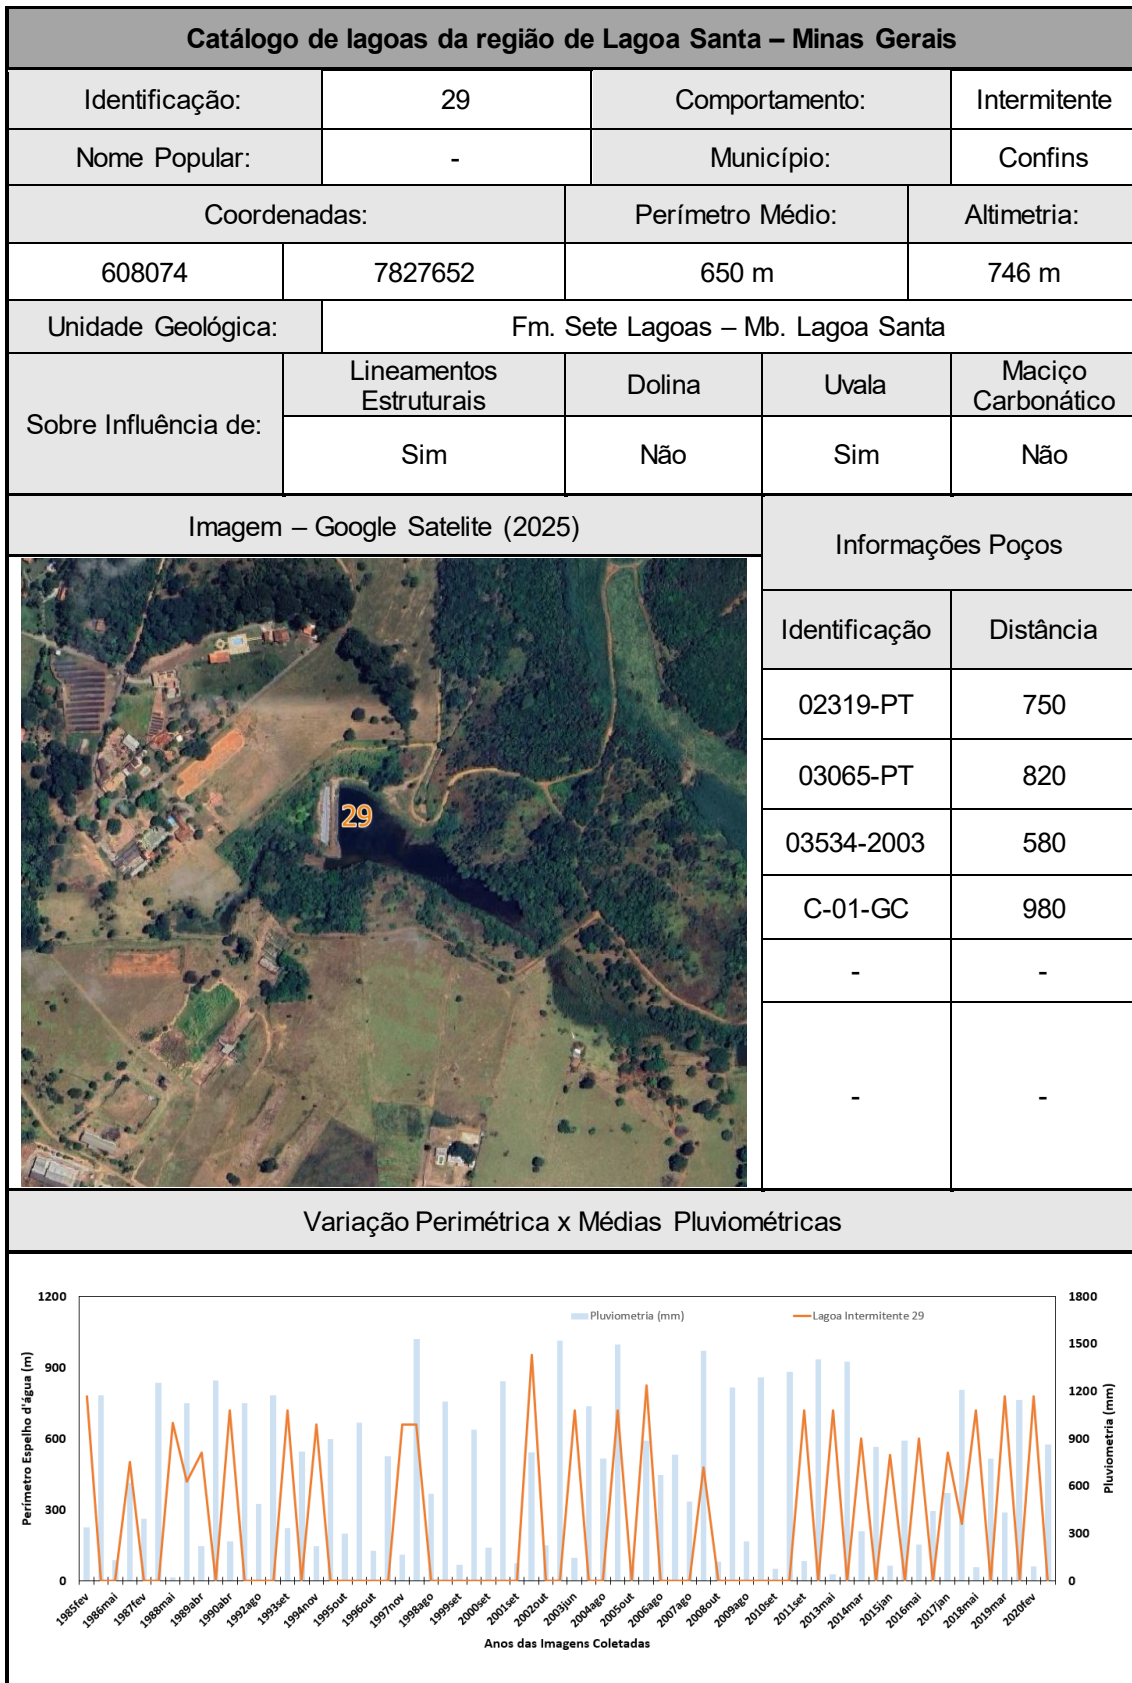 Catálogo de lagoas da região de Lagoa Santa – Minas Gerais
Identificação: 29 Comportamento: Intermitente
Nome Popular: - Município: Confins
Coordenadas: Perímetro Médio: Altimetria:
608074 7827652 650 m 746 m
Unidade Geológica: Fm. Sete Lagoas – Mb. Lagoa Santa
Sobre Influência de:
Lineamentos
Estruturais
Dolina
Uvala
Maciço
Carbonático
Sim Não Sim Não
Imagem – Google Satelite (2025)
29
Informações Poços
Identificação Distância
02319-PT 750
03065-PT 820
03534-2003 580
C-01-GC 980
- -
- -
Variação Perimétrica x Médias Pluviométricas
Pluviometria (mm)
Lagoa Intermitente 29
Perímetro Espelho d'água (m)
1200
900
600
300
0
1800
1500
1200
900
600
300
0
Pluviometria (mm)
1985fev
1986mai
1987fev
1988mai
1989abr
1990abr
1992ago
1993set
1994nov
1995out
1996out
1997nov
1998ago
1999set
2000set
2001set
2002out
2003jun
2004ago
2005out
2006ago
2007ago
2008out
2009ago
2010set
2011set
2013mai
2014mar
2015jan
2016mai
2017jan
2018mai
2019mar
2020fev
Anos das Imagens Coletadas